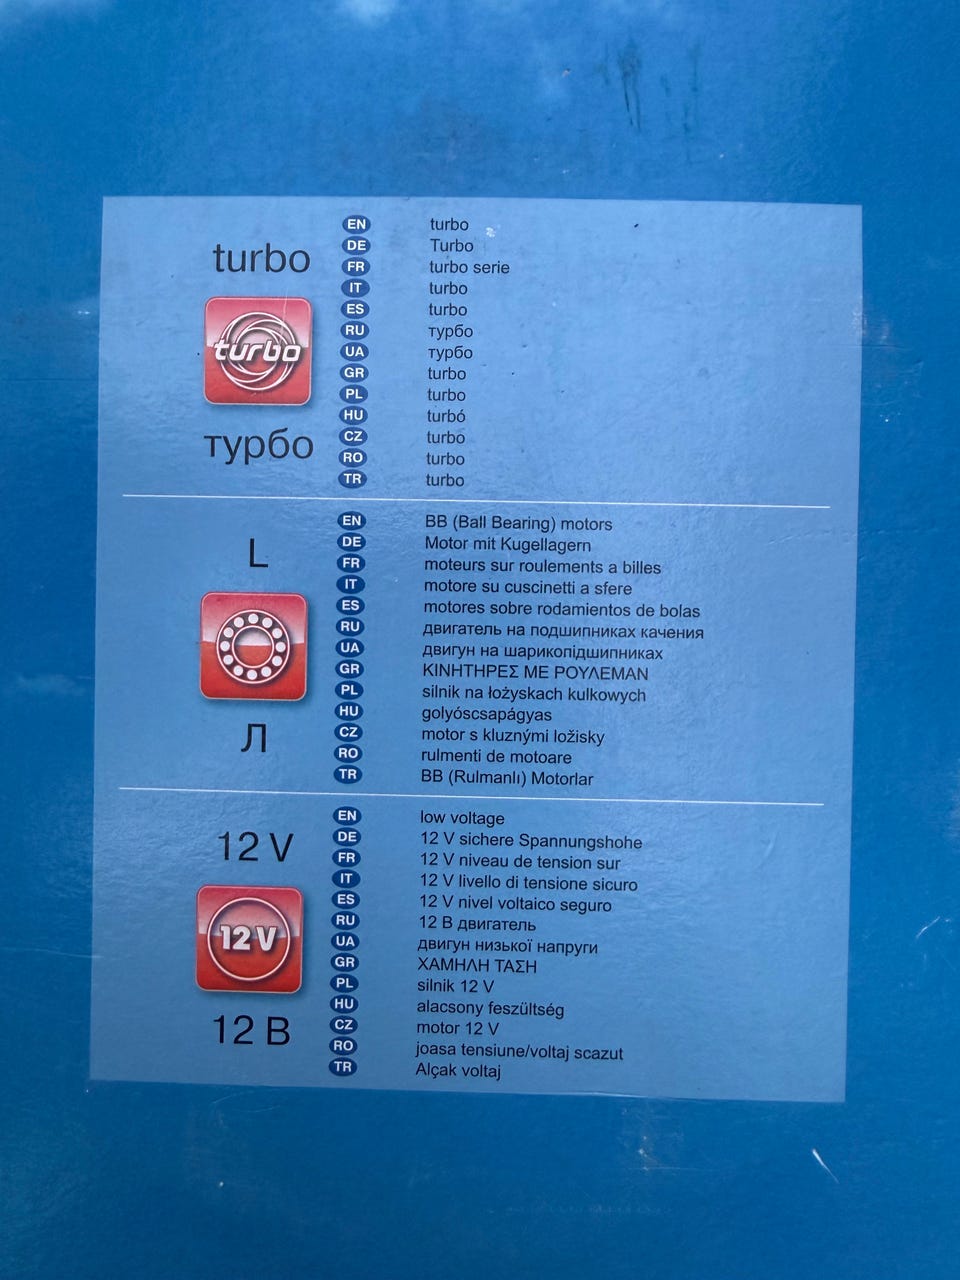 turbo
turbo
турбо
EN turbo
DE Turbo
FR turbo serie
IT turbo
ES turbo
RU турбо
UA турбо
GR turbo
PL turbo
HU turbó
CZ turbo
RO turbo
TR turbo
L
Л
EN BB (Ball Bearing) motors
DE Motor mit Kugellagern
FR moteurs sur roulements a billes
IT motore su cuscinetti a sfere
ES motores sobre rodamientos de bolas
RU двигатель на подшипниках качения
UA двигун на шарикопідшипниках
GR ΚΙΝΗΤΗΡΕΣ ΜΕ ΡΟΥΛΕΜΑΝ
PL silnik na łożyskach kulkowych
HU golyóscsapágyas
CZ motor s kluznými ložisky
RO rulmenti de motoare
TR BB (Rulmanlı) Motorlar
12 V
12 V
12 В
EN low voltage
DE 12 V sichere Spannungshohe
FR 12 V niveau de tension sur
IT 12 V livello di tensione sicuro
ES 12 V nivel voltaico seguro
RU 12 В двигатель
UA двигун низької напруги
GR ΧΑΜΗΛΗ ΤΑΣΗ
PL silnik 12 V
HU alacsony feszültség
CZ motor 12 V
RO joasa tensiune/voltaj scazut
TR Alçak voltaj